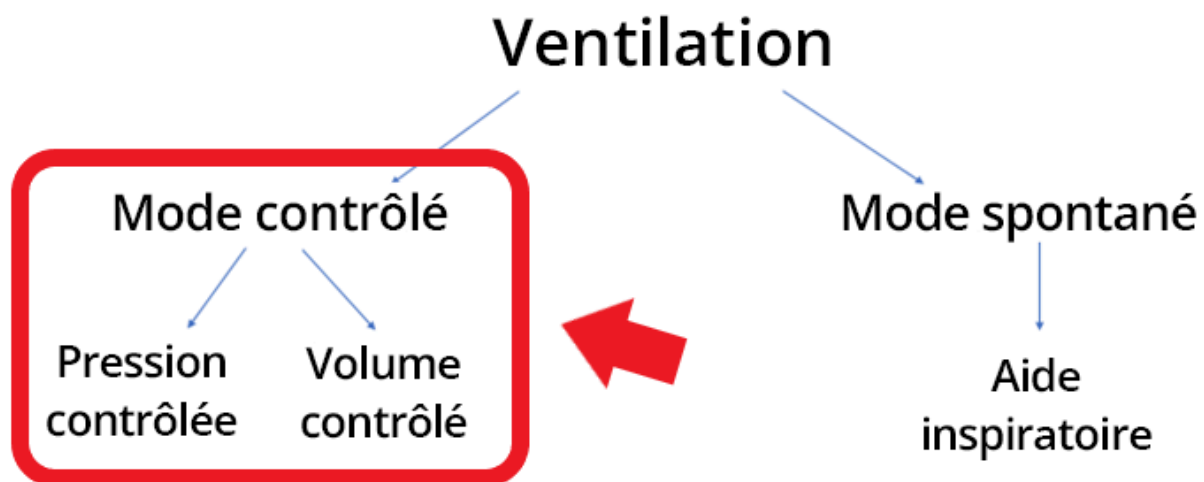 Ventilation
Mode contrôlé
Mode spontané
Pression
contrôlée
Volume
contrôlé
Aide
inspiratoire